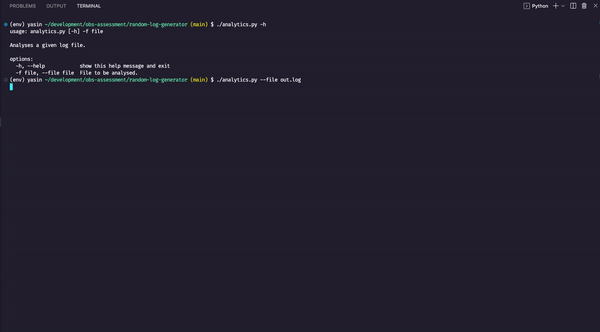 PROBLEMS OUTPUT TERMINAL Python
(env) yasin ~/development/obs-assessment/random-log-generator (main) $ ./analytics.py -h
usage: analytics.py [-h] -f file
Analyses a given log file.
options:
-h, --help show this help message and exit
-f file, --file file File to be analysed.
(env) yasin ~/development/obs-assessment/random-log-generator (main) $ ./analytics.py --file out.log